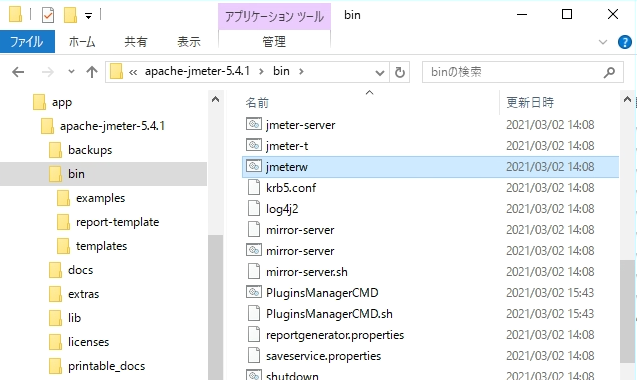 アプリケーション ツール bin
ファイル ホーム 共有 表示 管理
« apache-jmeter-5.4.1 › bin › binの検索
app
apache-jmeter-5.4.1
backups
bin
examples
report-template
templates
docs
extras
lib
licenses
printable_docs
名前 更新日時
jmeter-server 2021/03/02 14:08
jmeter-t 2021/03/02 14:08
jmeterw 2021/03/02 14:08
krb5.conf 2021/03/02 14:08
log4j2 2021/03/02 14:08
mirror-server 2021/03/02 14:08
mirror-server 2021/03/02 14:08
mirror-server.sh 2021/03/02 14:08
PluginsManagerCMD 2021/03/02 15:43
PluginsManagerCMD.sh 2021/03/02 15:43
reportgenerator.properties 2021/03/02 14:08
saveservice.properties 2021/03/02 14:08
shutdown 2021/03/02 14:08